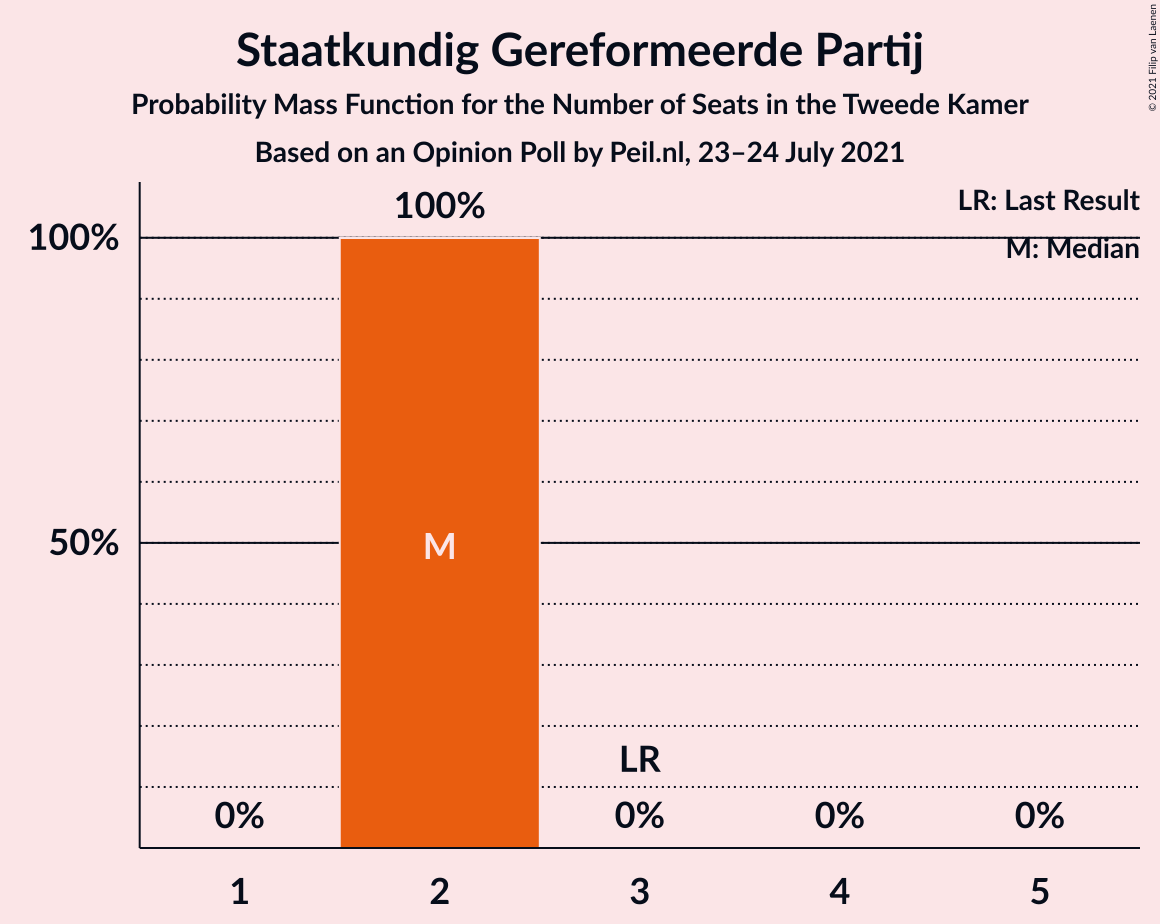 Staatkundig Gereformeerde Partij
Probability Mass Function for the Number of Seats in the Tweede Kamer
Based on an Opinion Poll by Peil.nl, 23–24 July 2021
© 2021 Filip van Laenen
LR: Last Result
M: Median
100%
100%
50%
M
LR
0%
0%
0%
0%
1
2
3
4
5